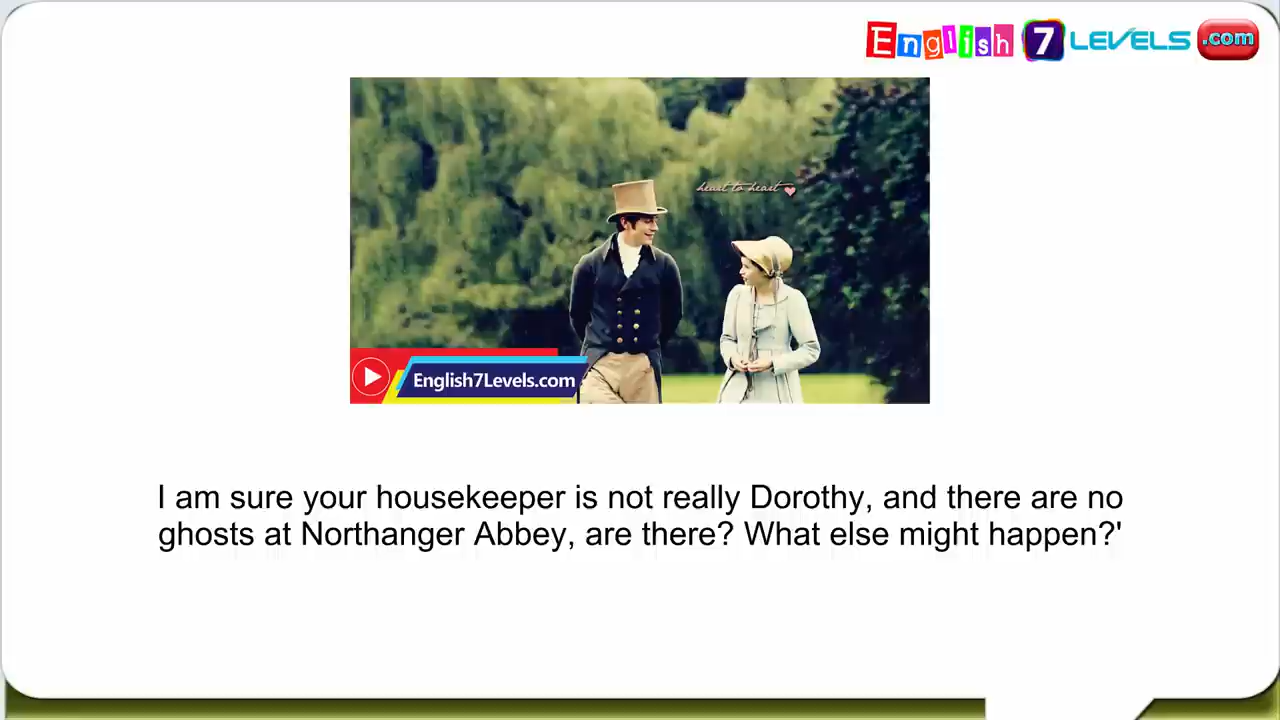 English 7 LEVELS .com
heart to heart
English7Levels.com
I am sure your housekeeper is not really Dorothy, and there are no
ghosts at Northanger Abbey, are there? What else might happen?'